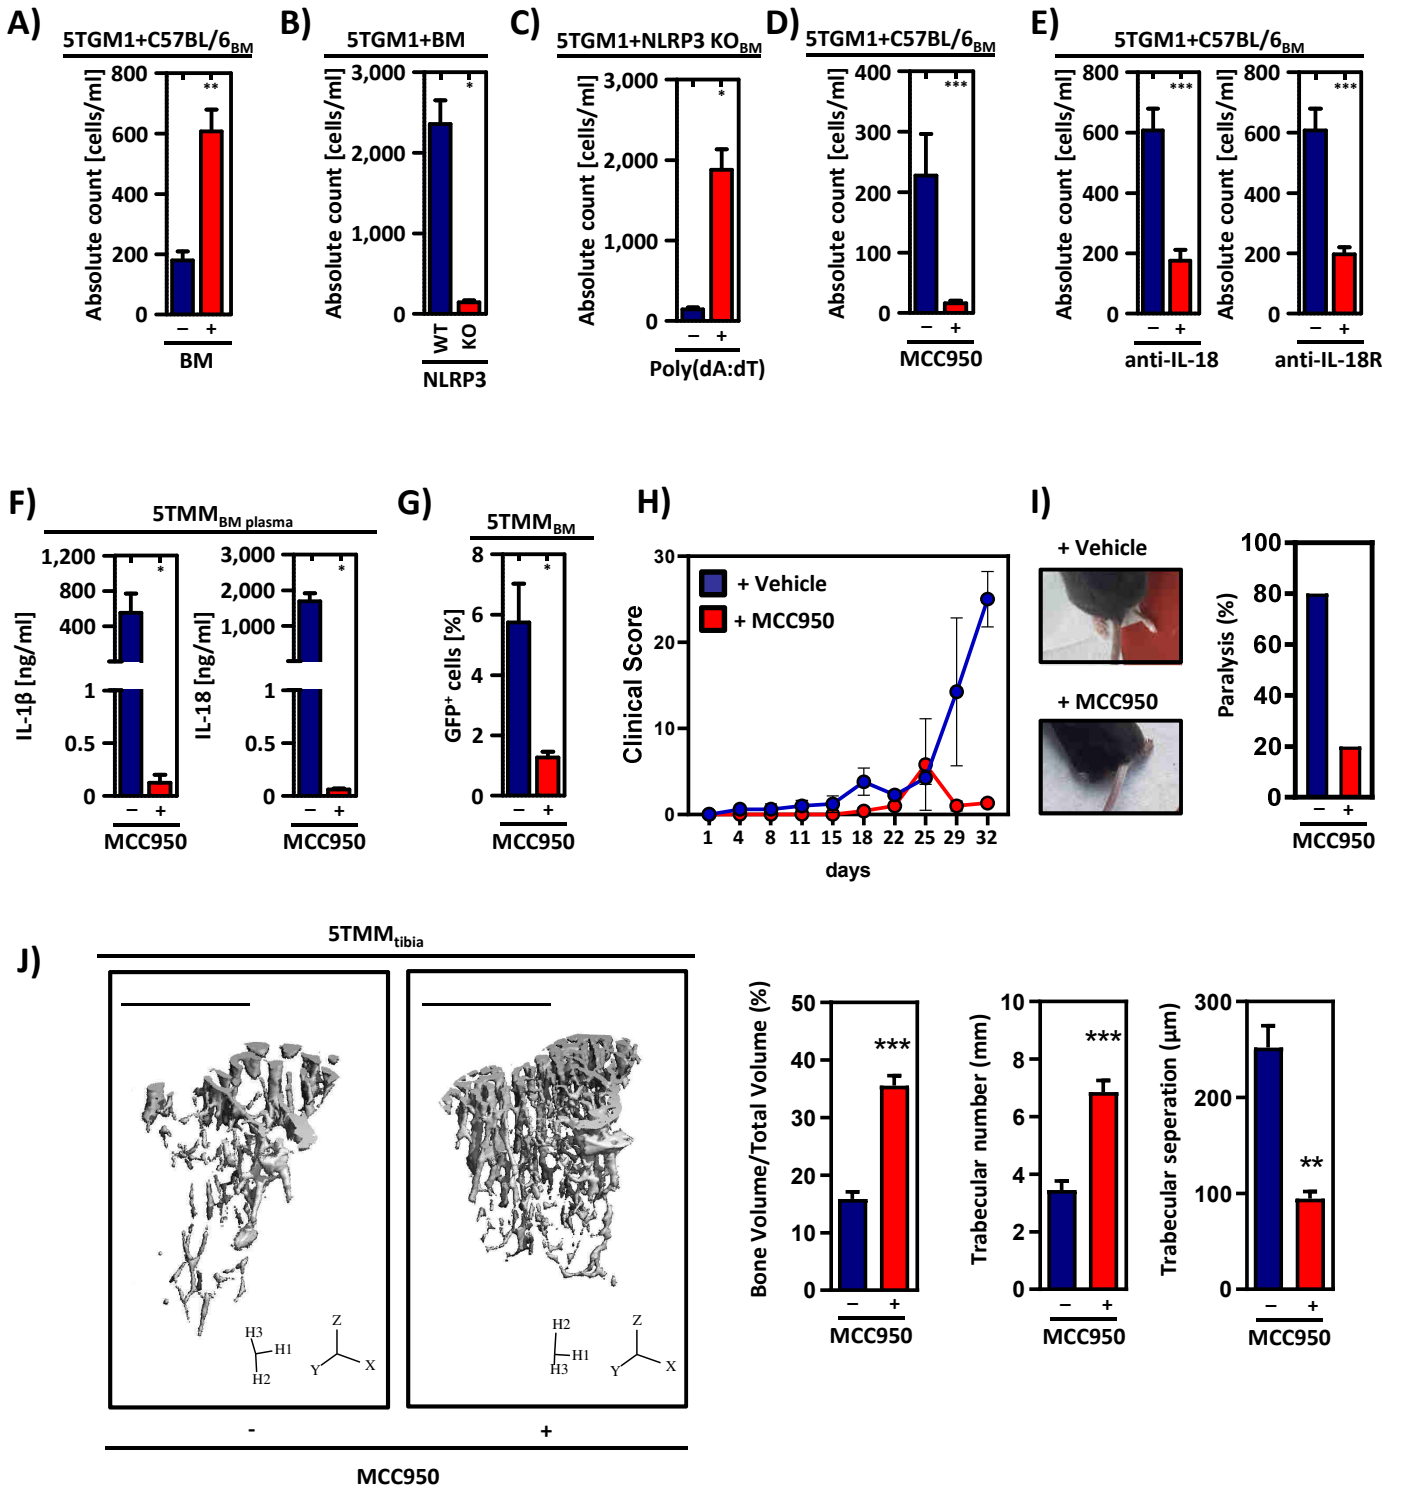 A)
5TGM1+C57BL/6BM
Absolute count [cells/ml]
800
600
400
200
0
**
– +
BM
B)
5TGM1+BM
Absolute count [cells/ml]
3,000
2,000
1,000
0
*
WT KO
NLRP3
C)
5TGM1+NLRP3 KOBM
Absolute count [cells/ml]
3,000
2,000
1,000
0
*
– +
Poly(dA:dT)
D)
5TGM1+C57BL/6BM
Absolute count [cells/ml]
400
300
200
100
0
***
– +
MCC950
E)
5TGM1+C57BL/6BM
Absolute count [cells/ml]
800
600
400
200
0
***
– +
anti-IL-18
Absolute count [cells/ml]
800
600
400
200
0
***
– +
anti-IL-18R
F)
5TMMBM plasma
IL-1β [ng/ml]
1,200
800
400
1
0.5
0
*
– +
MCC950
IL-18 [ng/ml]
3,000
2,000
1,000
1
0.5
0
*
– +
MCC950
G)
5TMMBM
GFP+ cells [%]
8
6
4
2
0
*
– +
MCC950
H)
Clinical Score
30
20
10
0
+ Vehicle
+ MCC950
1 4 8 11 15 18 22 25 29 32
days
I)
+ Vehicle
+ MCC950
Paralysis (%)
100
80
60
40
20
0
– +
MCC950
J)
5TMMtibia
H3
H1
H2
Z
Y
X
H2
H1
H3
Z
Y
X
- +
MCC950
Bone Volume/Total Volume (%)
50
40
30
20
10
0
***
– +
MCC950
Trabecular number (mm)
10
8
6
4
2
0
***
– +
MCC950
Trabecular seperation (μm)
300
200
100
0
**
– +
MCC950